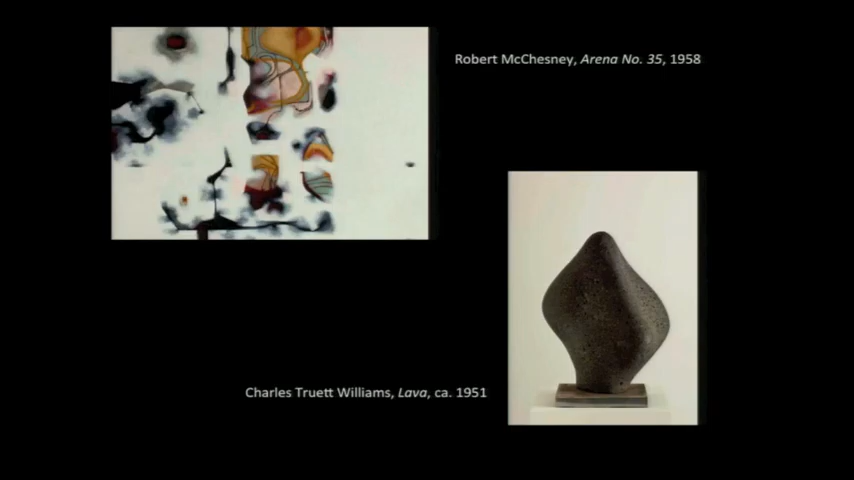 Robert McChesney, Arena No. 35, 1958
Charles Truett Williams, Lava, ca. 1951